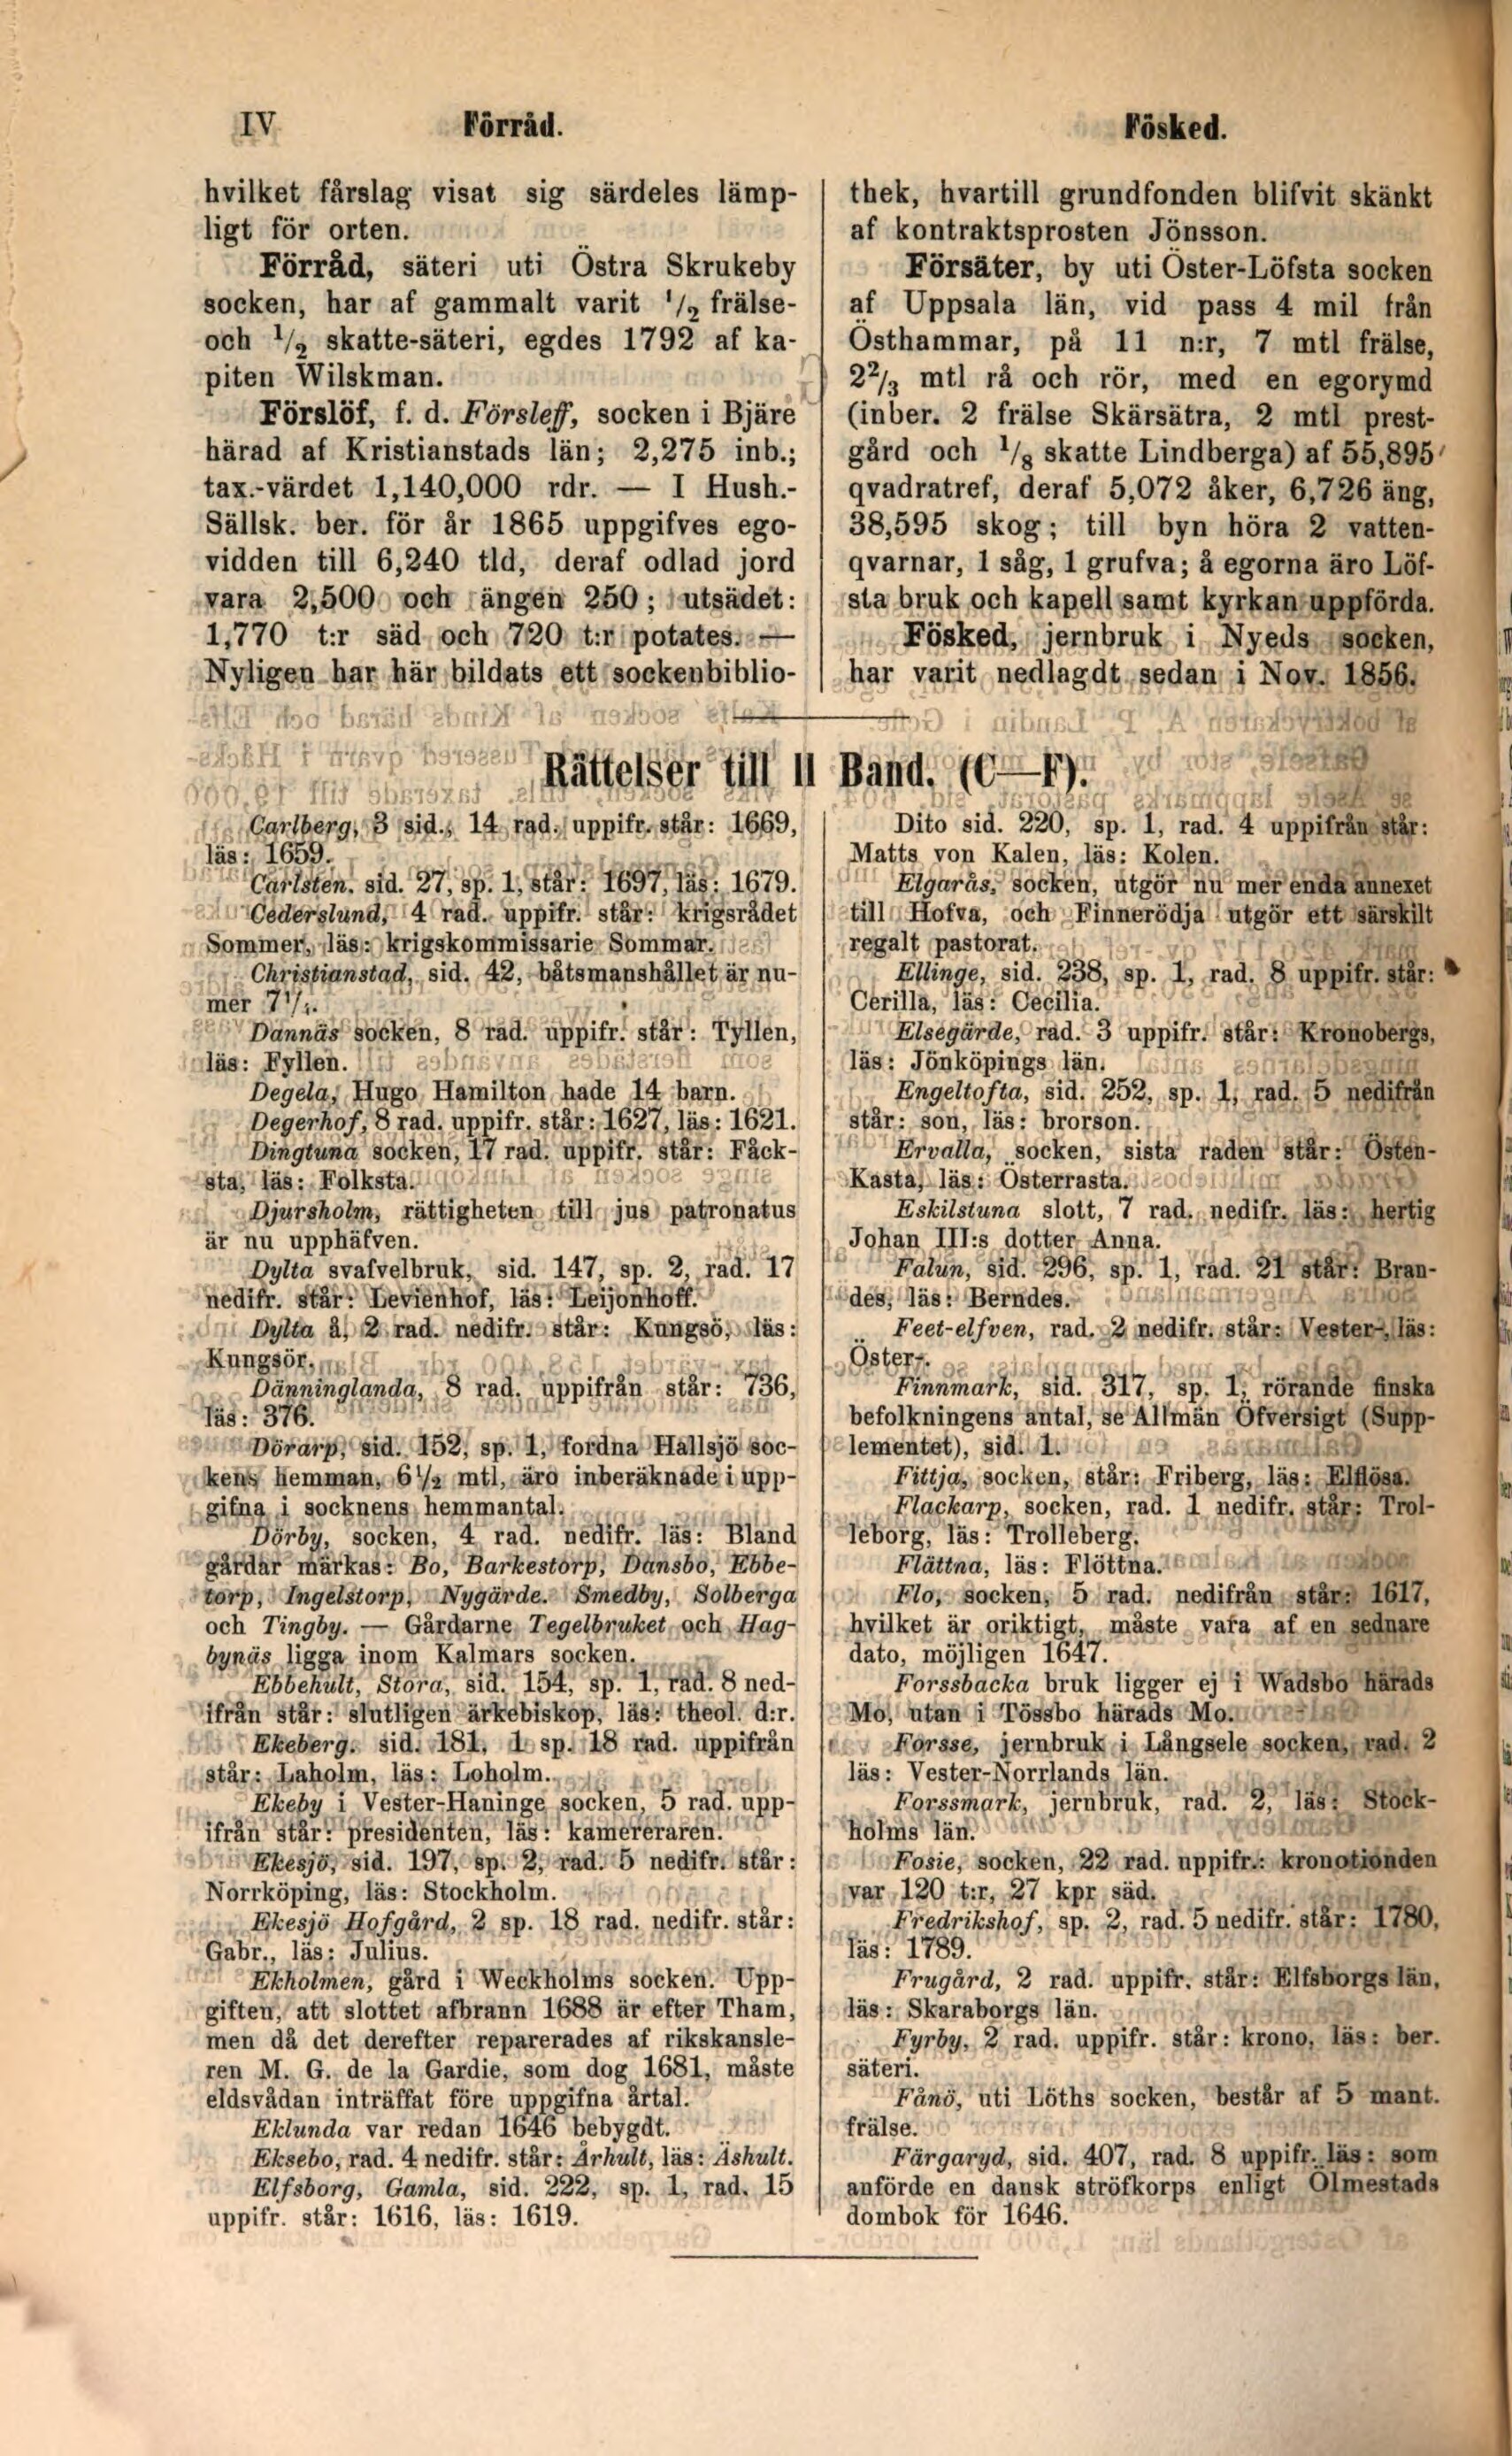 IV
Förråd.
Fösked.
hvilket fårslag visat sig särdeles lämp-
ligt för orten.
Förråd, säteri uti Östra Skrukeby
socken, har af gammalt varit 1/2 frälse-
och 1/2 skatte-säteri, egdes 1792 af ka-
piten Wilskman.
Förslöf, f. d. Försleff, socken i Bjäre
härad af Kristianstads län; 2,275 inb.;
tax.-värdet 1,140,000 rdr. — I Hush.-
Sällsk. ber. för år 1865 uppgifves ego-
vidden till 6,240 tld, deraf odlad jord
vara 2,500 och ängen 250; utsädet:
1,770 t:r säd och 720 t:r potates. —
Nyligen har här bildats ett sockenbiblio-
thek, hvartill grundfonden blifvit skänkt
af kontraktsprosten Jönsson.
Försäter, by uti Öster-Löfsta socken
af Uppsala län, vid pass 4 mil från
Östhammar, på 11 n:r, 7 mtl frälse,
2 2/3 mtl rå och rör, med en egorymd
(inber. 2 frälse Skärsätra, 2 mtl prest-
gård och 1/8 skatte Lindberga) af 55,895
qvadratref, deraf 5,072 åker, 6,726 äng,
38,595 skog; till byn höra 2 vatten-
qvarnar, 1 såg, 1 grufva; å egorna äro Löf-
sta bruk och kapell samt kyrkan uppförda.
Fösked, jernbruk i Nyeds socken,
har varit nedlagdt sedan i Nov. 1856.
Rättelser till II Band. (C—F).
Carlberg, 3 sid., 14 rad. uppifr. står: 1669,
läs: 1659.
Carlsten, sid. 27, sp. 1, står: 1697, läs: 1679.
Cederslund, 4 rad. uppifr. står: krigsrådet
Sommer, läs: krigskommissarie Sommar.
Christianstad, sid. 42, båtsmanshållet är nu-
mer 7 1/4.
Dannäs socken, 8 rad. uppifr. står: Tyllen,
läs: Fyllen.
Degela, Hugo Hamilton hade 14 barn.
Degerhof, 8 rad. uppifr. står: 1627, läs: 1621.
Dingtuna socken, 17 rad. uppifr. står: Fåck-
sta, läs: Folksta.
Djursholm, rättigheten till jus patronatus
är nu upphäfven.
Dylta svafvelbruk, sid. 147, sp. 2, rad. 17
nedifr. står: Levienhof, läs: Leijonhoff.
Dylta å, 2 rad. nedifr. står: Kungsö, läs:
Kungsör.
Dänninglanda, 8 rad. uppifrån står: 736,
läs: 376.
Dörarp, sid. 152, sp. 1, fordna Hallsjö soc-
kens hemman, 6 1/2 mtl, äro inberäknade i upp-
gifna i socknens hemmantal.
Dörby, socken, 4 rad. nedifr. läs: Bland
gårdar märkas: Bo, Barkestorp, Dansbo, Ebbe-
torp, Ingelstorp, Nygärde. Smedby, Solberga
och Tingby. — Gårdarne Tegelbruket och Hag-
bynäs ligga inom Kalmars socken.
Ebbehult, Stora, sid. 154, sp. 1, rad. 8 ned-
ifrån står: slutligen ärkebiskop, läs: theol. d:r.
Ekeberg. sid. 181, 1 sp. 18 rad. uppifrån
står: Laholm, läs: Loholm.
Ekeby i Vester-Haninge socken, 5 rad. upp-
ifrån står: presidenten, läs: kamereraren.
Ekesjö, sid. 197, sp. 2, rad. 5 nedifr. står:
Norrköping, läs: Stockholm.
Ekesjö Hofgård, 2 sp. 18 rad. nedifr. står:
Gabr., läs: Julius.
Ekholmen, gård i Weckholms socken. Upp-
giften, att slottet afbrann 1688 är efter Tham,
men då det derefter reparerades af rikskansle-
ren M. G. de la Gardie, som dog 1681, måste
eldsvådan inträffat före uppgifna årtal.
Eklunda var redan 1646 bebygdt.
Eksebo, rad. 4 nedifr. står: Århult, läs: Äshult.
Elfsborg, Gamla, sid. 222, sp. 1, rad. 15
uppifr. står: 1616, läs: 1619.
Dito sid. 220, sp. 1, rad. 4 uppifrån står:
Matts von Kalen, läs: Kolen.
Elgarås, socken, utgör nu mer enda annexet
till Hofva, och Finnerödja utgör ett särskilt
regalt pastorat.
Ellinge, sid. 238, sp. 1, rad. 8 uppifr. står:
Cerilla, läs: Cecilia.
Elsegärde, rad. 3 uppifr. står: Kronobergs,
läs: Jönköpings län.
Engeltofta, sid. 252, sp. 1, rad. 5 nedifrån
står: son, läs: brorson.
Ervalla, socken, sista raden står: Östen-
Kasta, läs: Österrasta.
Eskilstuna slott, 7 rad. nedifr. läs: hertig
Johan III:s dotter Anna.
Falun, sid. 296, sp. 1, rad. 21 står: Bran-
des, läs: Berndes.
Feet-elfven, rad. 2 nedifr. står: Vester-, läs:
Öster-.
Finnmark, sid. 317, sp. 1, rörande finska
befolkningens antal, se Allmän Öfversigt (Supp-
lementet), sid. 1.
Fittja, socken, står: Friberg, läs: Elflösa.
Flackarp, socken, rad. 1 nedifr. står: Trol-
leborg, läs: Trolleberg.
Flättna, läs: Flöttna.
Flo, socken, 5 rad. nedifrån står: 1617,
hvilket är oriktigt, måste vara af en sednare
dato, möjligen 1647.
Forssbacka bruk ligger ej i Wadsbo härads
Mo, utan i Tössbo härads Mo.
Forsse, jernbruk i Långsele socken, rad. 2
läs: Vester-Norrlands län.
Forssmark, jernbruk, rad. 2, läs: Stock-
holms län.
Fosie, socken, 22 rad. uppifr.: kronotionden
var 120 t:r, 27 kpr säd.
Fredrikshof, sp. 2, rad. 5 nedifr. står: 1780,
läs: 1789.
Frugård, 2 rad. uppifr. står: Elfsborgs län,
läs: Skaraborgs län.
Fyrby, 2 rad. uppifr. står: krono, läs: ber.
säteri.
Fånö, uti Löths socken, består af 5 mant.
frälse.
Färgaryd, sid. 407, rad. 8 uppifr. läs: som
anförde en dansk ströfkorps enligt Ölmestads
dombok för 1646.